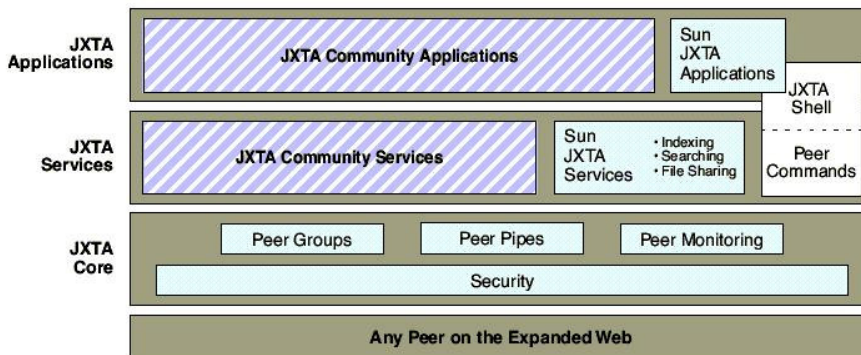 JXTA
Applications
JXTA Community Applications
Sun
JXTA
Applications
JXTA
Shell
Peer
Commands
JXTA
Services
JXTA Community Services
Sun
JXTA
Services
• Indexing
• Searching
• File Sharing
JXTA
Core
Peer Groups
Peer Pipes
Peer Monitoring
Security
Any Peer on the Expanded Web